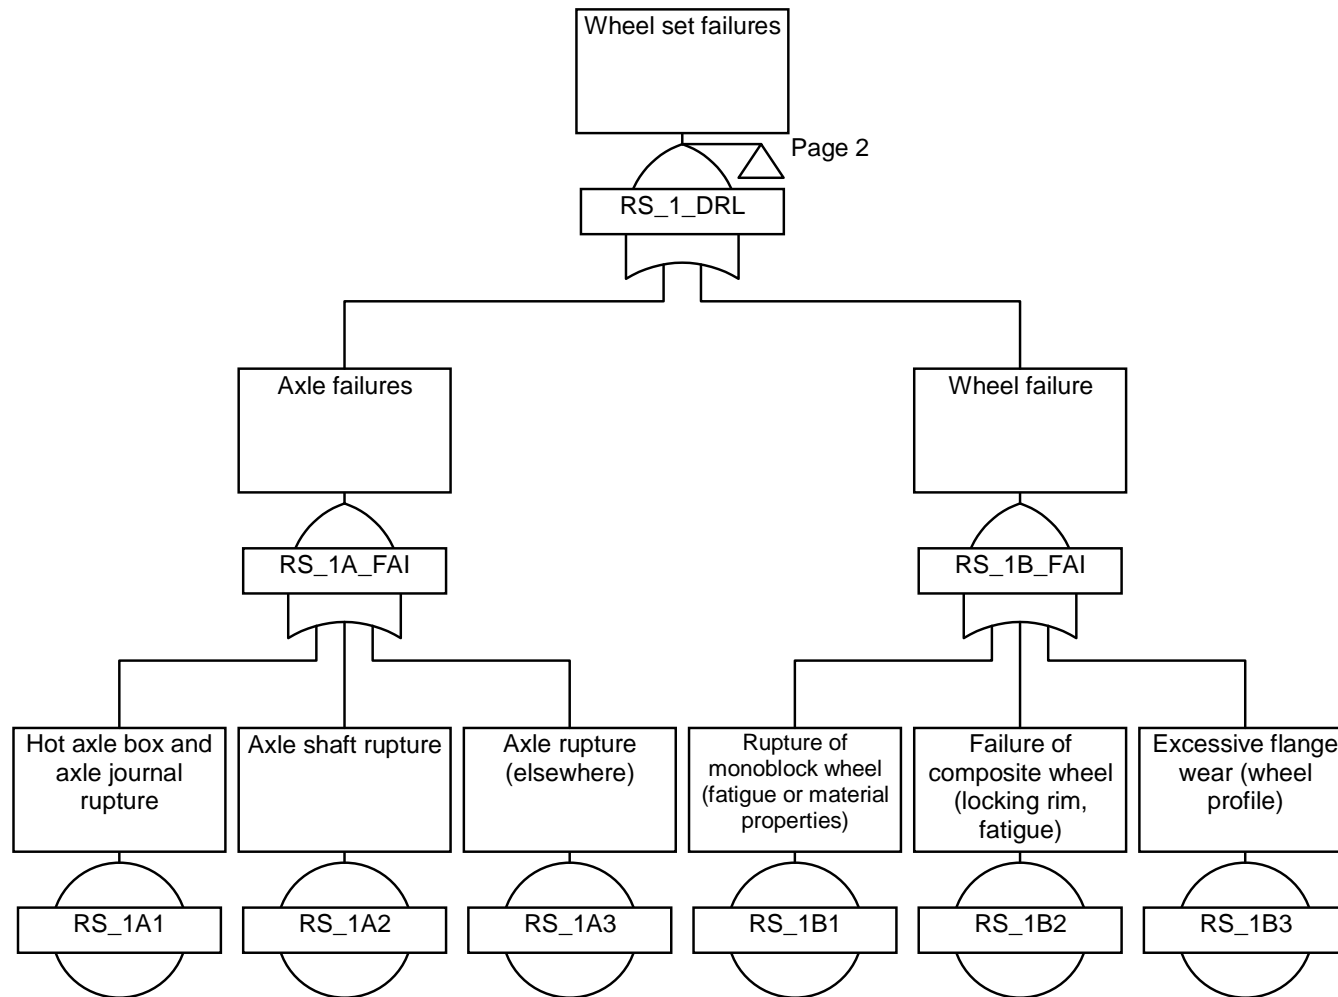 Wheel set failures
Page 2
RS_1_DRL
Axle failures
Wheel failure
RS_1A_FAI
RS_1B_FAI
Hot axle box and
axle journal
rupture
Axle shaft rupture
Axle rupture
(elsewhere)
Rupture of
monoblock wheel
(fatigue or material
properties)
Failure of
composite wheel
(locking rim,
fatigue)
Excessive flange
wear (wheel
profile)
RS_1A1
RS_1A2
RS_1A3
RS_1B1
RS_1B2
RS_1B3